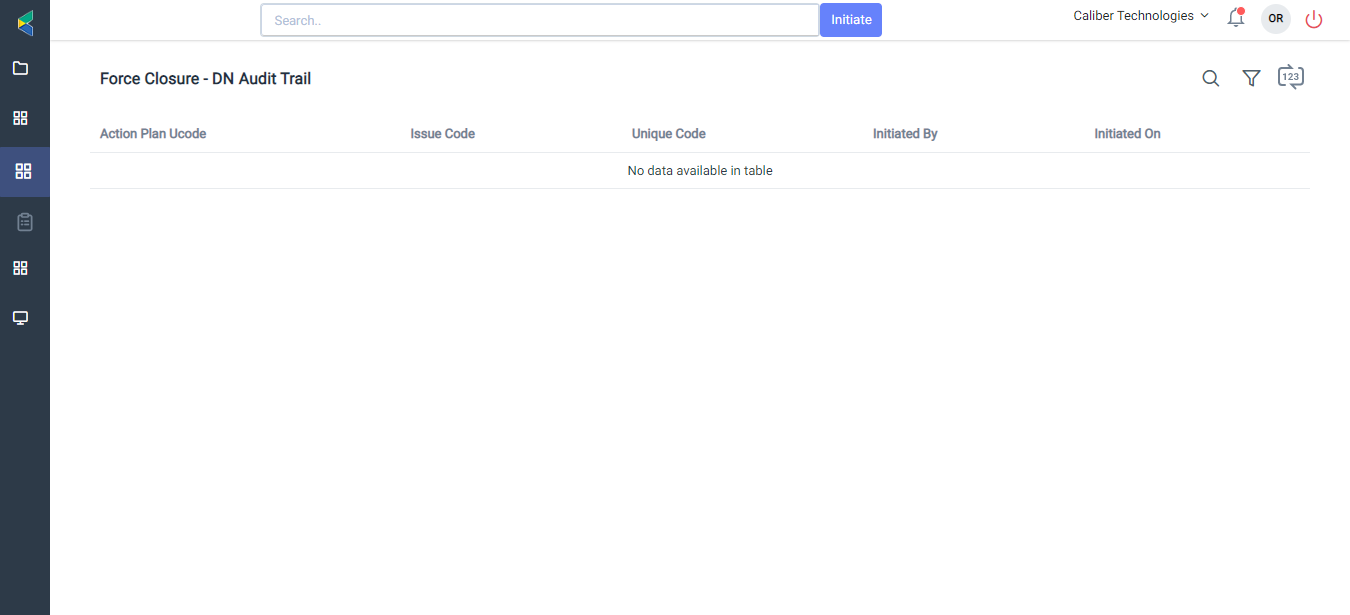 Search..
Initiate
Caliber Technologies
OR
Force Closure - DN Audit Trail
123
Action Plan Ucode Issue Code Unique Code Initiated By Initiated On
No data available in table